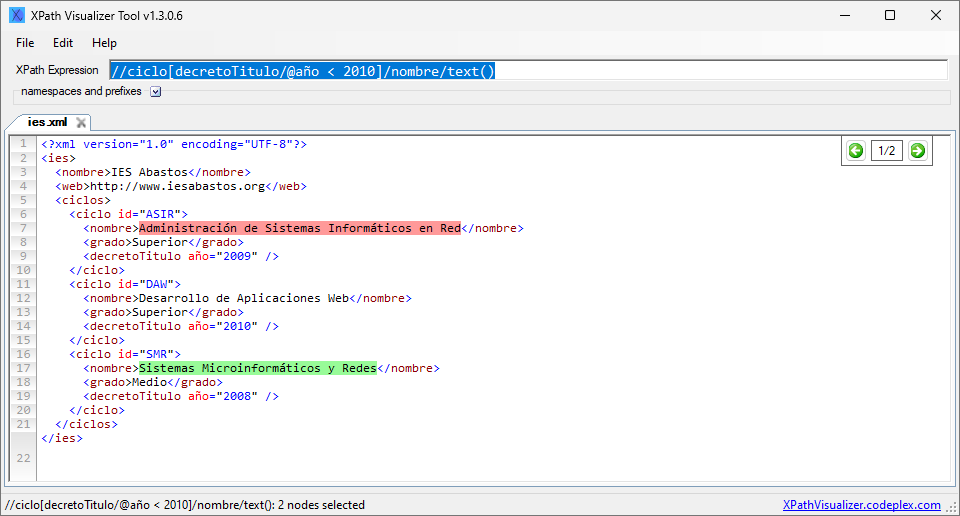 XPath Visualizer Tool v1.3.0.6
File Edit Help
XPath Expression //ciclo[decretoTitulo/@año < 2010]/nombre/text()
namespaces and prefixes
ies.xml
1/2
1 <?xml version="1.0" encoding="UTF-8"?>
2 <ies>
3 <nombre>IES Abastos</nombre>
4 <web>http://www.iesabastos.org</web>
5 <ciclos>
6 <ciclo id="ASIR">
7 <nombre>Administración de Sistemas Informáticos en Red</nombre>
8 <grado>Superior</grado>
9 <decretoTitulo año="2009" />
10 </ciclo>
11 <ciclo id="DAW">
12 <nombre>Desarrollo de Aplicaciones Web</nombre>
13 <grado>Superior</grado>
14 <decretoTitulo año="2010" />
15 </ciclo>
16 <ciclo id="SMR">
17 <nombre>Sistemas Microinformáticos y Redes</nombre>
18 <grado>Medio</grado>
19 <decretoTitulo año="2008" />
20 </ciclo>
21 </ciclos>
</ies>
22
//ciclo[decretoTitulo/@año < 2010]/nombre/text(): 2 nodes selected
XPathVisualizer.codeplex.com